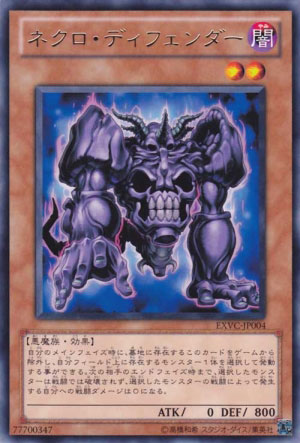 ネクロ・ディフェンダー
闇
やみ
EXVC-JP004
【悪魔族・効果】
自分のメインフェイズ時に、墓地に存在するこのカードをゲームから
除外し、自分フィールド上に存在するモンスター1体を選択して発動
する事ができる。次の相手のエンドフェイズ時まで、選択したモンス
ターは戦闘では破壊されず、選択したモンスターの戦闘によって発生
する自分への戦闘ダメージは0になる。
ATK/ 0 DEF/ 800
77700347
©高橋和希 スタジオ・ダイス/集英社